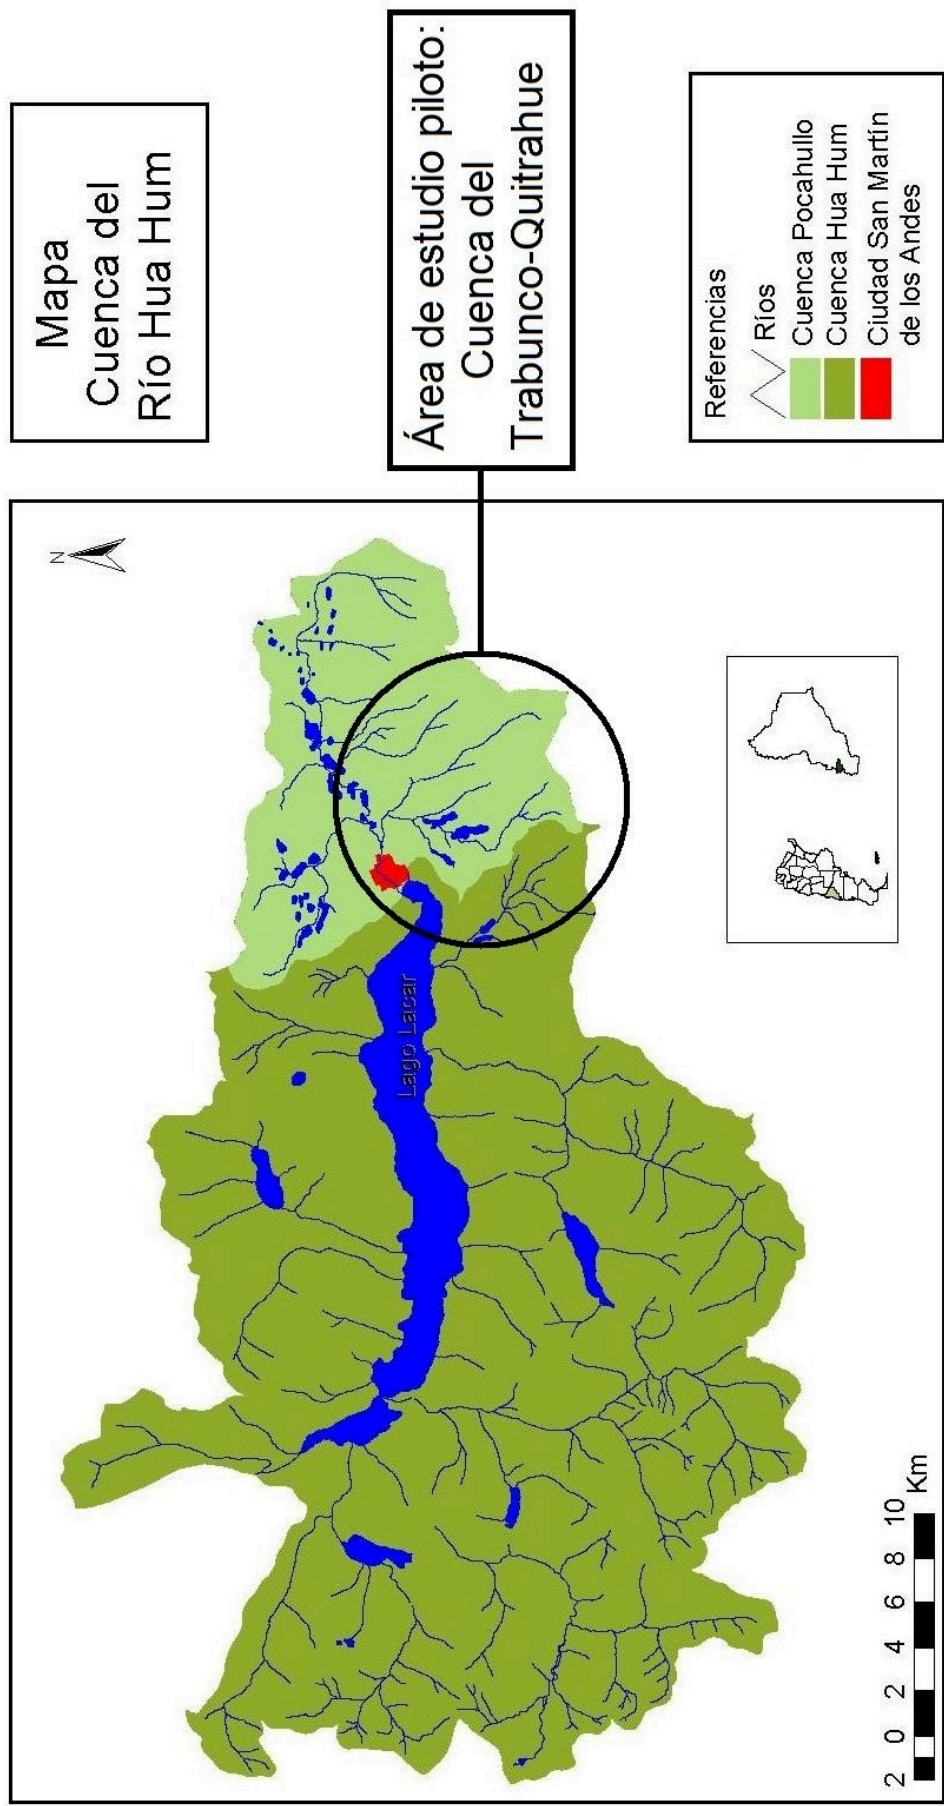 Mapa
Cuenca del
Río Hua Hum
Área de estudio piloto:
Cuenca del
Trabunco-Quitrahue
Referencias
Ríos
Cuenca Pocahullo
Cuenca Hua Hum
Ciudad San Martín
de los Andes
N
Lago Lacar
2 0 2 4 6 8 10
Km